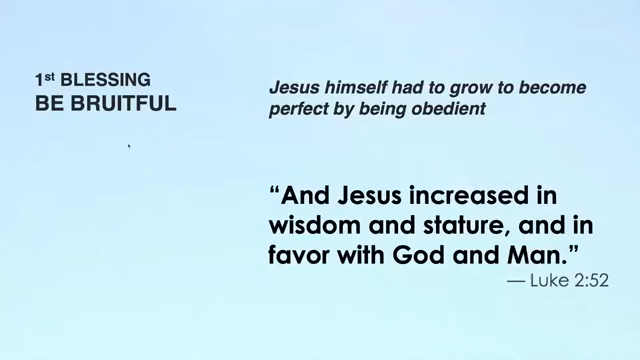 1st BLESSING
BE BRUITFUL
Jesus himself had to grow to become
perfect by being obedient
“And Jesus increased in
wisdom and stature, and in
favor with God and Man.”
— Luke 2:52